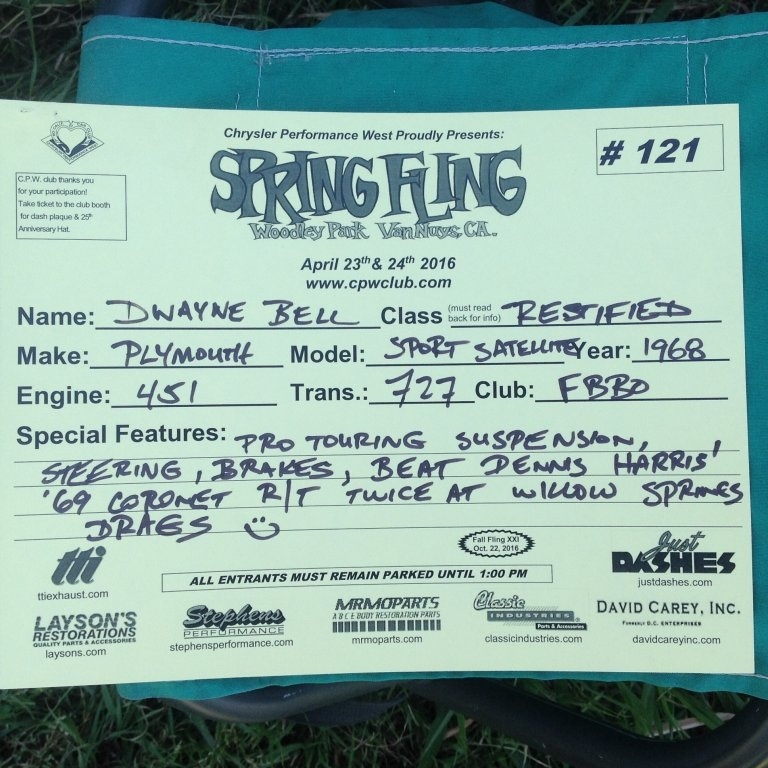 Chrysler Performance West Proudly Presents:
SPRING FLING
Woodley Park Van Nuys, CA.
# 121
C.P.W. club thanks you
for your participation!
Take ticket to the club booth
for dash plaque & 25th
Anniversary Hat.
April 23th & 24th 2016
www.cpwclub.com
Name: DWAYNE BELL Class (must read back for info) RESTIFIED
Make: PLYMOUTH Model: SPORT SATELLITE Year: 1968
Engine: 451 Trans.: 727 Club: FBBO
Special Features: PRO TOURING SUSPENSION,
STEERING, BRAKES, BEAT DENNIS HARRIS'
'69 CORONET R/T TWICE AT WILLOW SPRINGS
DRAGS
Fall Fling XXI
Oct. 22, 2016
tti
ttiexhaust.com
ALL ENTRANTS MUST REMAIN PARKED UNTIL 1:00 PM
Just
DASHES
justdashes.com
LAYSON'S
RESTORATIONS
QUALITY PARTS & ACCESSORIES
laysons.com
Stephens
PERFORMANCE
stephensperformance.com
MRMOPARTS
A B C E BODY RESTORATION PARTS
mrmoparts.com
Classic
INDUSTRIES
Parts & Accessories
classicindustries.com
DAVID CAREY, INC.
FORMERLY D.C. ENTERPRISES
davidcareyinc.com